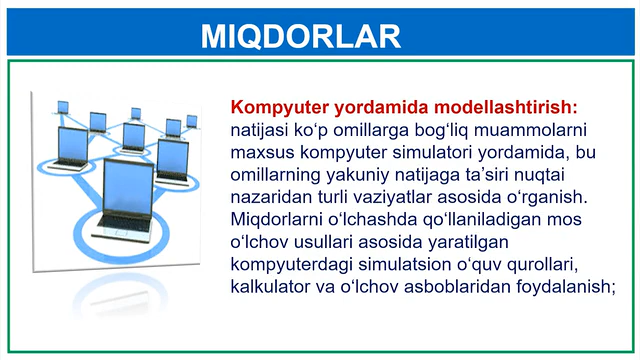 MIQDORLAR
Kompyuter yordamida modellashtirish:
natijasi ko‘p omillarga bog‘liq muammolarni
maxsus kompyuter simulatori yordamida, bu
omillarning yakuniy natijaga ta’siri nuqtai
nazaridan turli vaziyatlar asosida o‘rganish.
Miqdorlarni o‘lchashda qo‘llaniladigan mos
o‘lchov usullari asosida yaratilgan
kompyuterdagi simulatsion o‘quv qurollari,
kalkulator va o‘lchov asboblaridan foydalanish;